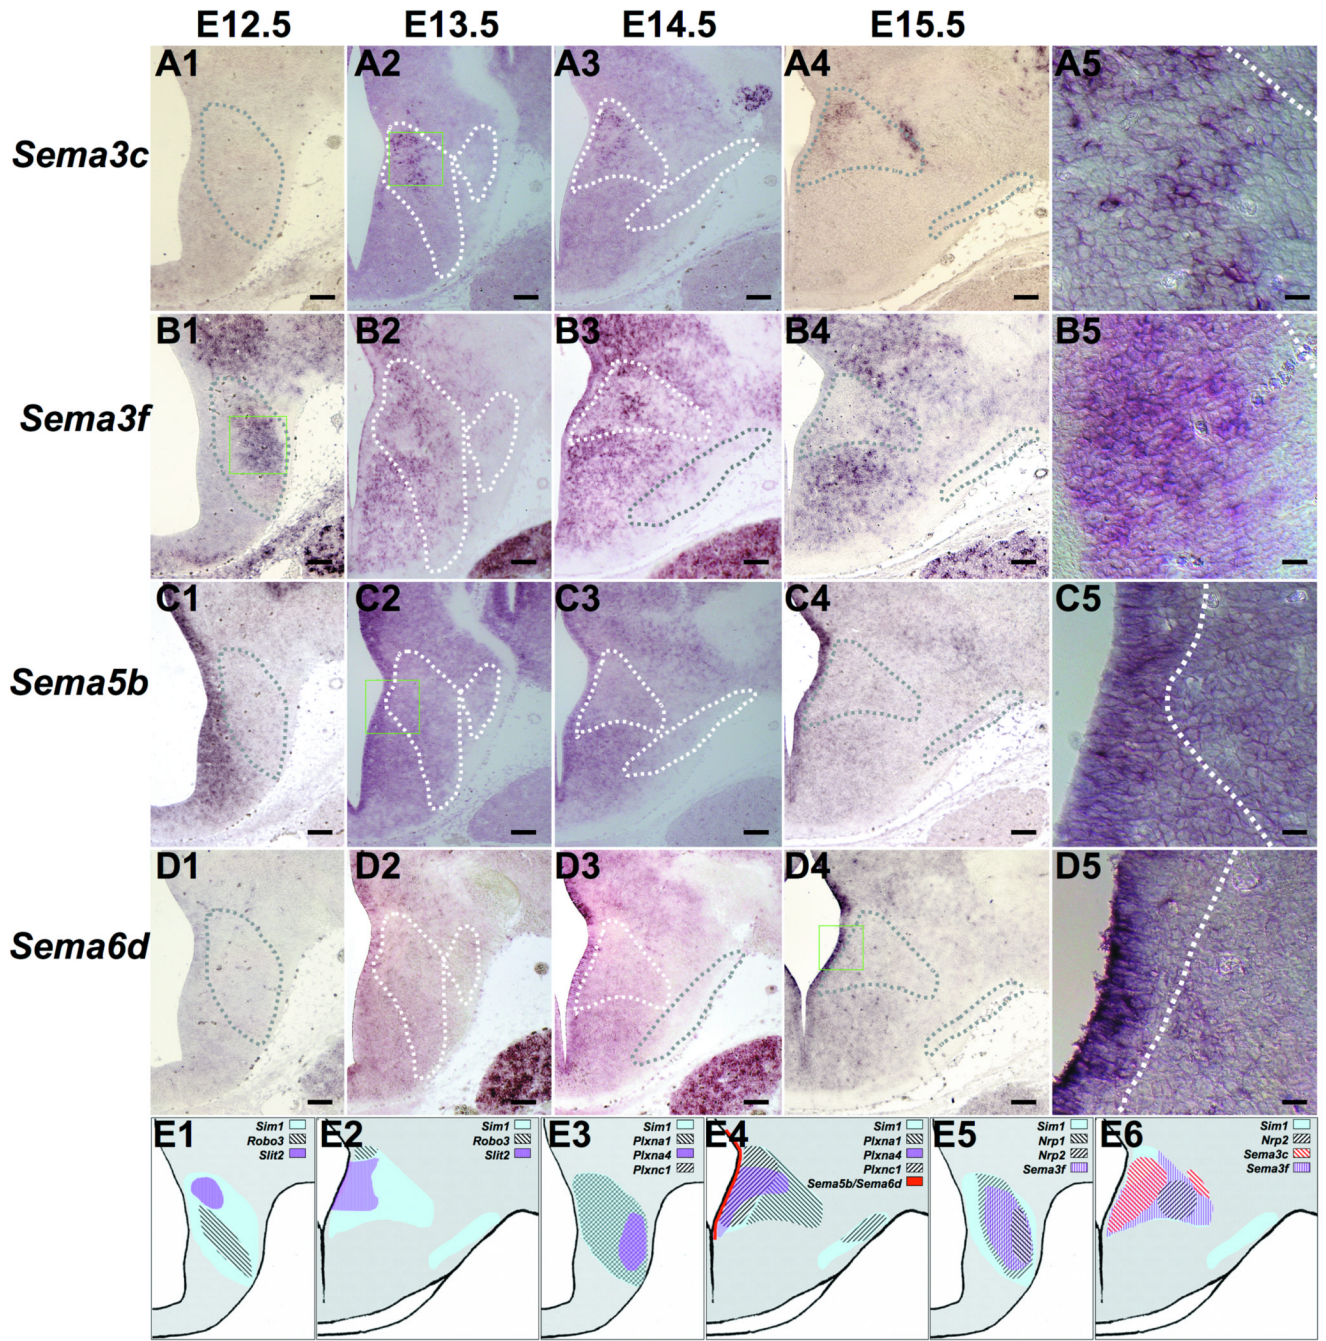 E12.5 E13.5 E14.5 E15.5
A1 A2 A3 A4 A5
Sema3c
B1 B2 B3 B4 B5
Sema3f
C1 C2 C3 C4 C5
Sema5b
D1 D2 D3 D4 D5
Sema6d
E1
Sim1
Robo3
Slit2
E2
Sim1
Robo3
Slit2
E3
Sim1
Plxna1
Plxna4
Plxnc1
E4
Sim1
Plxna1
Plxna4
Plxnc1
Sema5b/Sema6d
E5
Sim1
Nrp1
Nrp2
Sema3f
E6
Sim1
Nrp2
Sema3c
Sema3f